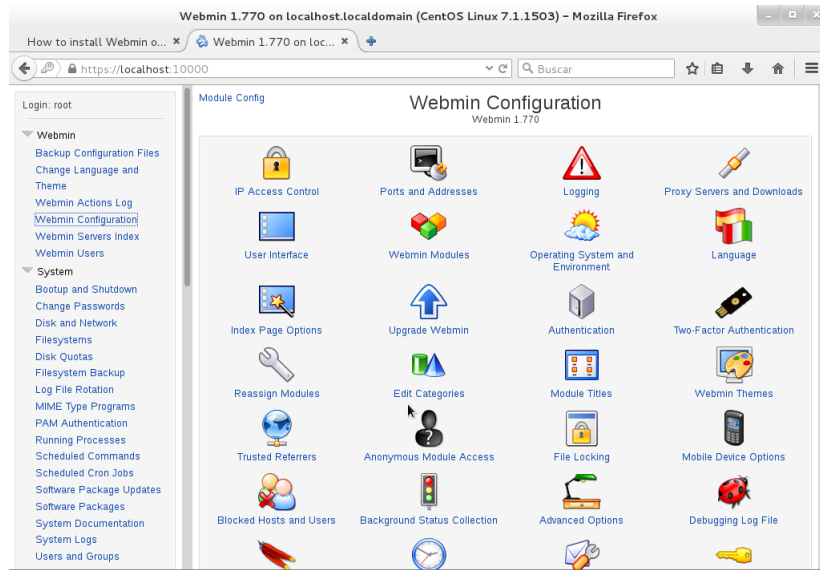 Webmin 1.770 on localhost.localdomain (CentOS Linux 7.1.1503) – Mozilla Firefox
How to install Webmin o...
Webmin 1.770 on loc...
https://localhost:10000
Buscar
Login: root
Webmin
Backup Configuration Files
Change Language and
Theme
Webmin Actions Log
Webmin Configuration
Webmin Servers Index
Webmin Users
System
Bootup and Shutdown
Change Passwords
Disk and Network
Filesystems
Disk Quotas
Filesystem Backup
Log File Rotation
MIME Type Programs
PAM Authentication
Running Processes
Scheduled Commands
Scheduled Cron Jobs
Software Package Updates
Software Packages
System Documentation
System Logs
Users and Groups
Module Config
Webmin Configuration
Webmin 1.770
IP Access Control
Ports and Addresses
Logging
Proxy Servers and Downloads
User Interface
Webmin Modules
Operating System and
Environment
Language
Index Page Options
Upgrade Webmin
Authentication
Two-Factor Authentication
Reassign Modules
Edit Categories
Module Titles
Webmin Themes
Trusted Referrers
Anonymous Module Access
File Locking
Mobile Device Options
Blocked Hosts and Users
Background Status Collection
Advanced Options
Debugging Log File